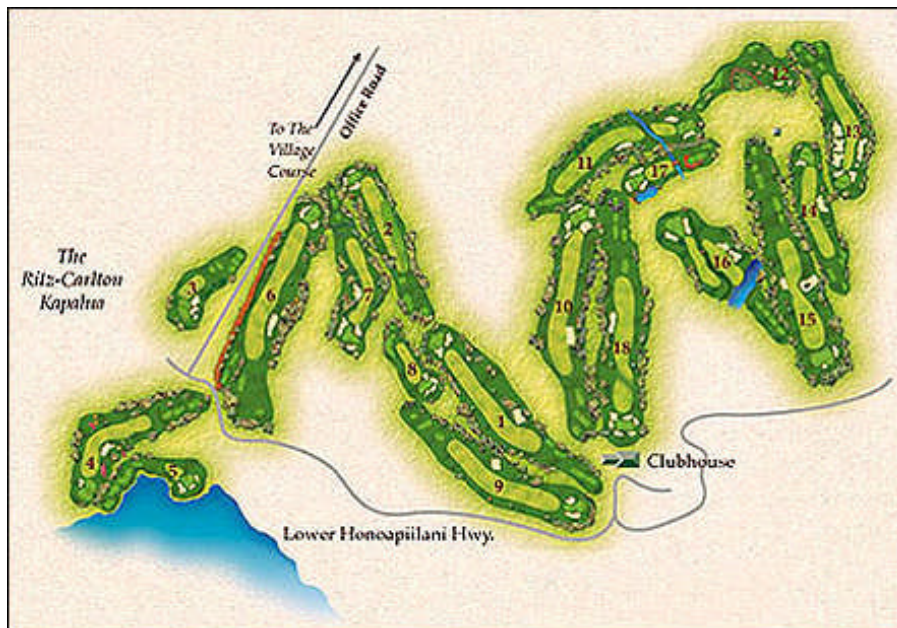 To The
Village
Course
Office Road
The
Ritz-Carlton
Kapalua
1
2
3
4
5
6
7
8
9
10
11
12
13
14
15
16
17
18
Clubhouse
Lower Honoapiilani Hwy.